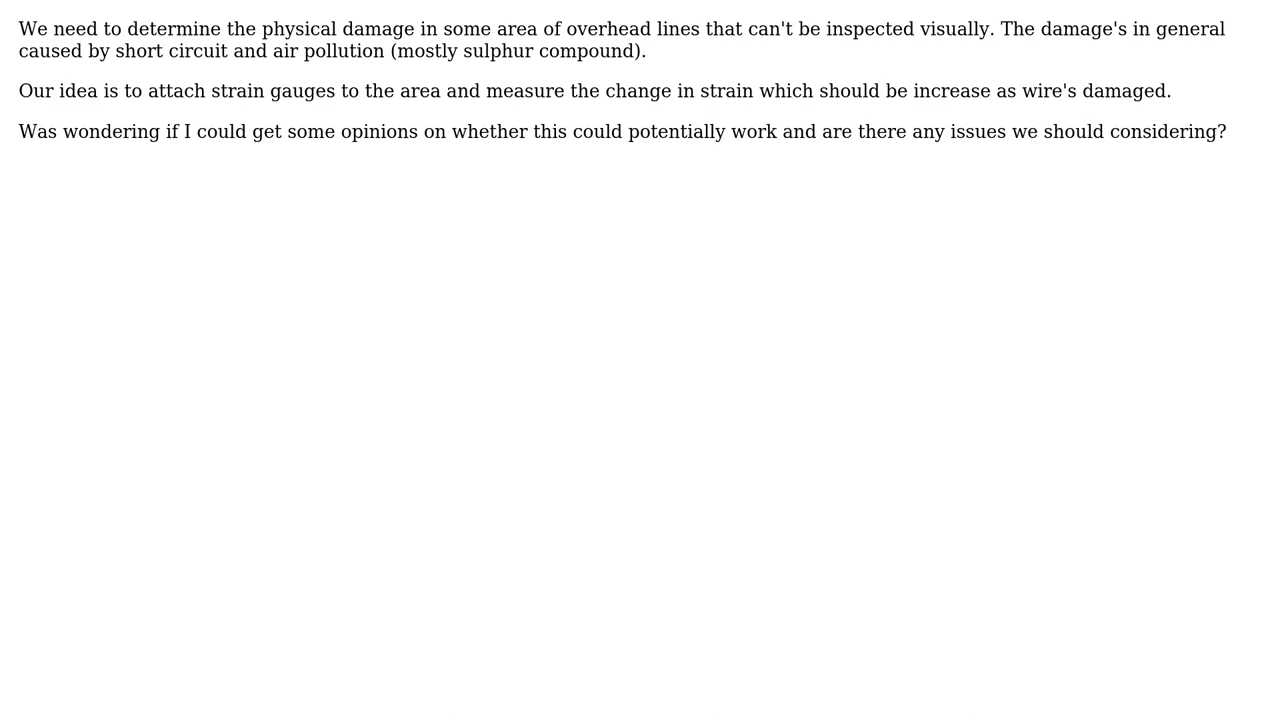 We need to determine the physical damage in some area of overhead lines that can't be inspected visually. The damage's in general
caused by short circuit and air pollution (mostly sulphur compound).
Our idea is to attach strain gauges to the area and measure the change in strain which should be increase as wire's damaged.
Was wondering if I could get some opinions on whether this could potentially work and are there any issues we should considering?